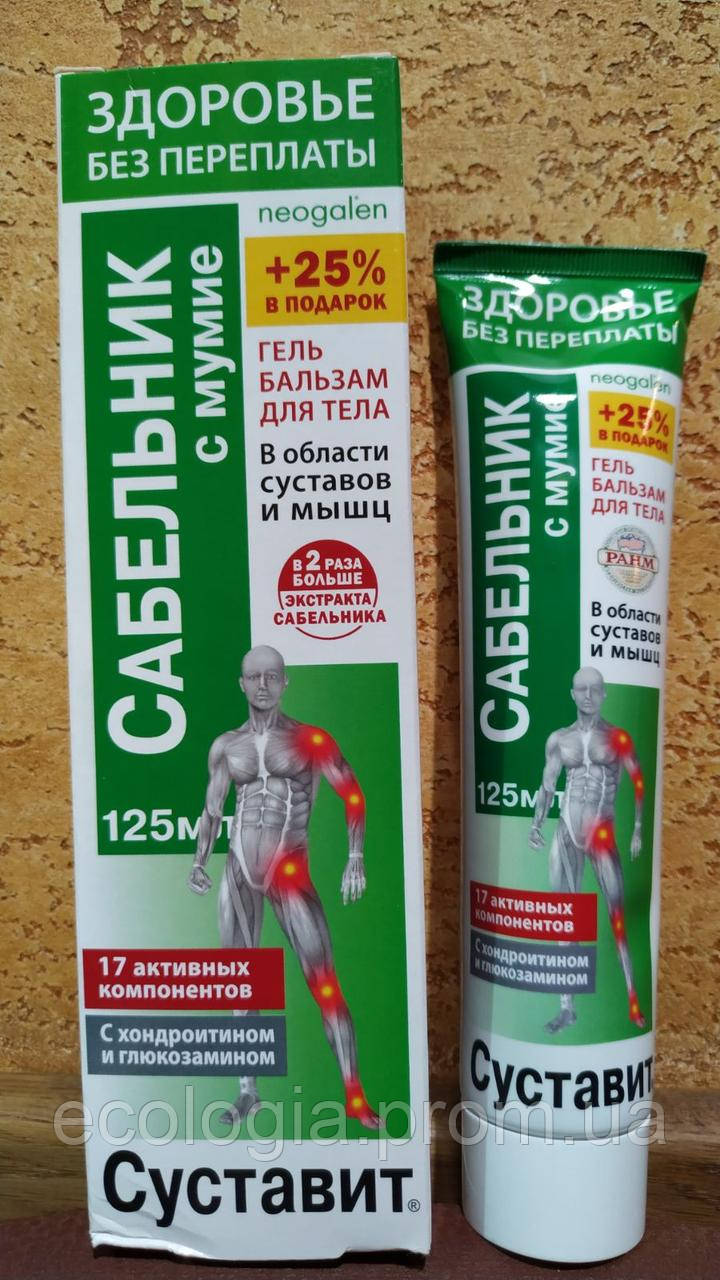 ЗДОРОВЬЕ
БЕЗ ПЕРЕПЛАТЫ
neogalen
+25%
В ПОДАРОК
САБЕЛЬНИК
с мумие
ГЕЛЬ
БАЛЬЗАМ
ДЛЯ ТЕЛА
В области
суставов
и мышц
В 2 РАЗА
БОЛЬШЕ
ЭКСТРАКТА
САБЕЛЬНИКА
125мл
17 активных
компонентов
С хондроитином
и глюкозамином
Суставит®
ЗДОРОВЬЕ
БЕЗ ПЕРЕПЛАТЫ
neogalen
+25%
В ПОДАРОК
САБЕЛЬНИК
с мумие
ГЕЛЬ
БАЛЬЗАМ
ДЛЯ ТЕЛА
РАНМ
В области
суставов
и мышц
125мл
17 активных
компонентов
С хондроитином
и глюкозамином
Суставит
ecologia.prom.ua